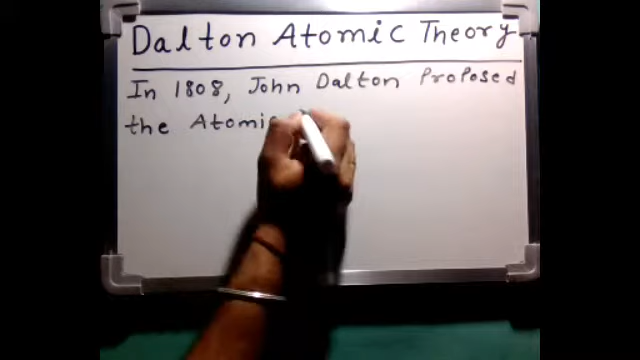 Dalton Atomic Theory
In 1808, John Dalton Proposed
the Atomic